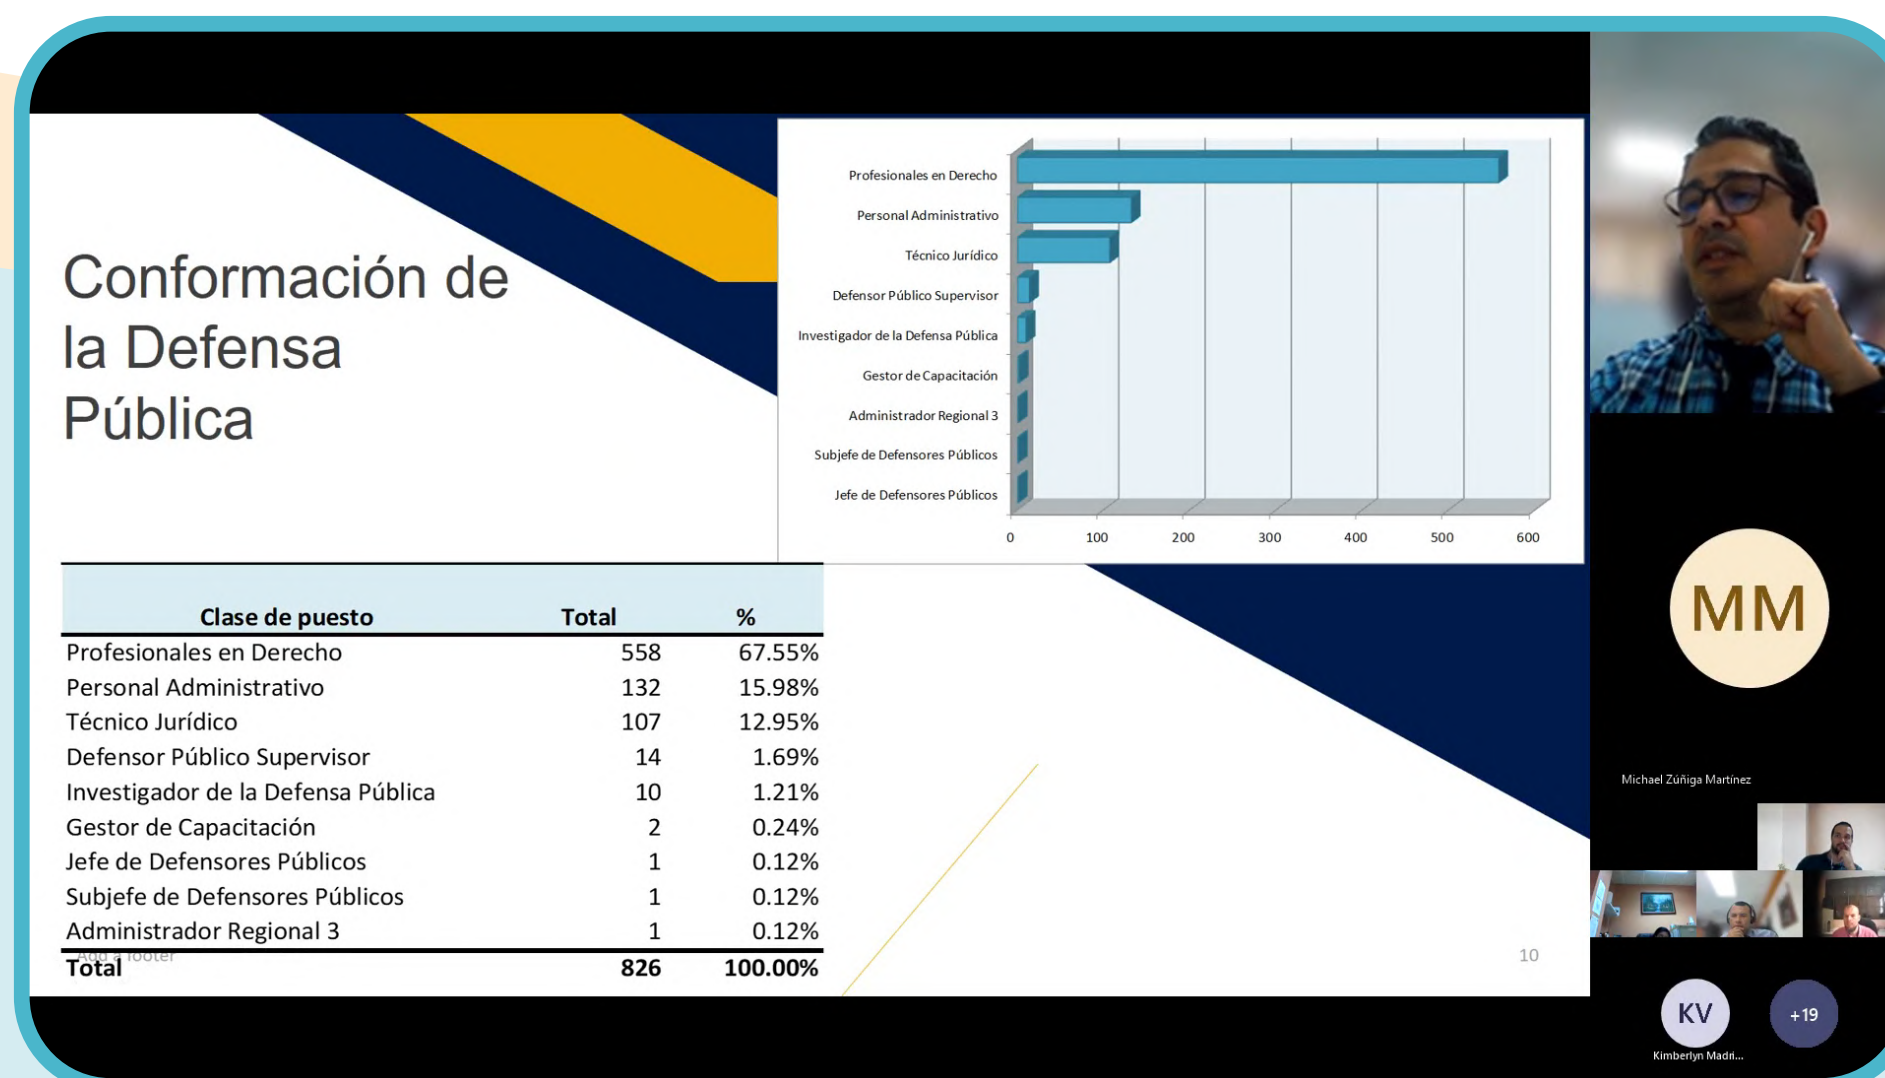 Conformación de
la Defensa
Pública
Profesionales en Derecho
Personal Administrativo
Técnico Jurídico
Defensor Público Supervisor
Investigador de la Defensa Pública
Gestor de Capacitación
Administrador Regional 3
Subjefe de Defensores Públicos
Jefe de Defensores Públicos
0 100 200 300 400 500 600
Clase de puesto Total %
Profesionales en Derecho 558 67.55%
Personal Administrativo 132 15.98%
Técnico Jurídico 107 12.95%
Defensor Público Supervisor 14 1.69%
Investigador de la Defensa Pública 10 1.21%
Gestor de Capacitación 2 0.24%
Jefe de Defensores Públicos 1 0.12%
Subjefe de Defensores Públicos 1 0.12%
Administrador Regional 3 1 0.12%
Add a footer
Total 826 100.00%
10
MM
Michael Zúñiga Martínez
KV
Kimberlyn Madri...
+19